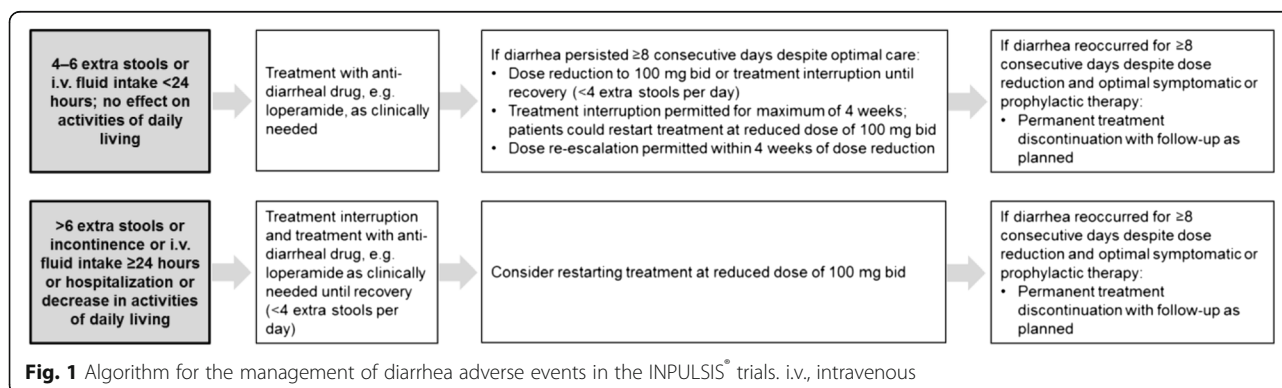 4–6 extra stools or
i.v. fluid intake <24
hours; no effect on
activities of daily
living
Treatment with anti-
diarrheal drug, e.g.
loperamide, as clinically
needed
If diarrhea persisted ≥8 consecutive days despite optimal care:
• Dose reduction to 100 mg bid or treatment interruption until
recovery (<4 extra stools per day)
• Treatment interruption permitted for maximum of 4 weeks;
patients could restart treatment at reduced dose of 100 mg bid
• Dose re-escalation permitted within 4 weeks of dose reduction
If diarrhea reoccurred for ≥8
consecutive days despite dose
reduction and optimal symptomatic or
prophylactic therapy:
• Permanent treatment
discontinuation with follow-up as
planned
>6 extra stools or
incontinence or i.v.
fluid intake ≥24 hours
or hospitalization or
decrease in activities
of daily living
Treatment interruption
and treatment with anti-
diarrheal drug, e.g.
loperamide as clinically
needed until recovery
(<4 extra stools per
day)
Consider restarting treatment at reduced dose of 100 mg bid
If diarrhea reoccurred for ≥8
consecutive days despite dose
reduction and optimal symptomatic or
prophylactic therapy:
• Permanent treatment
discontinuation with follow-up as
planned
Fig. 1 Algorithm for the management of diarrhea adverse events in the INPULSIS® trials. i.v., intravenous